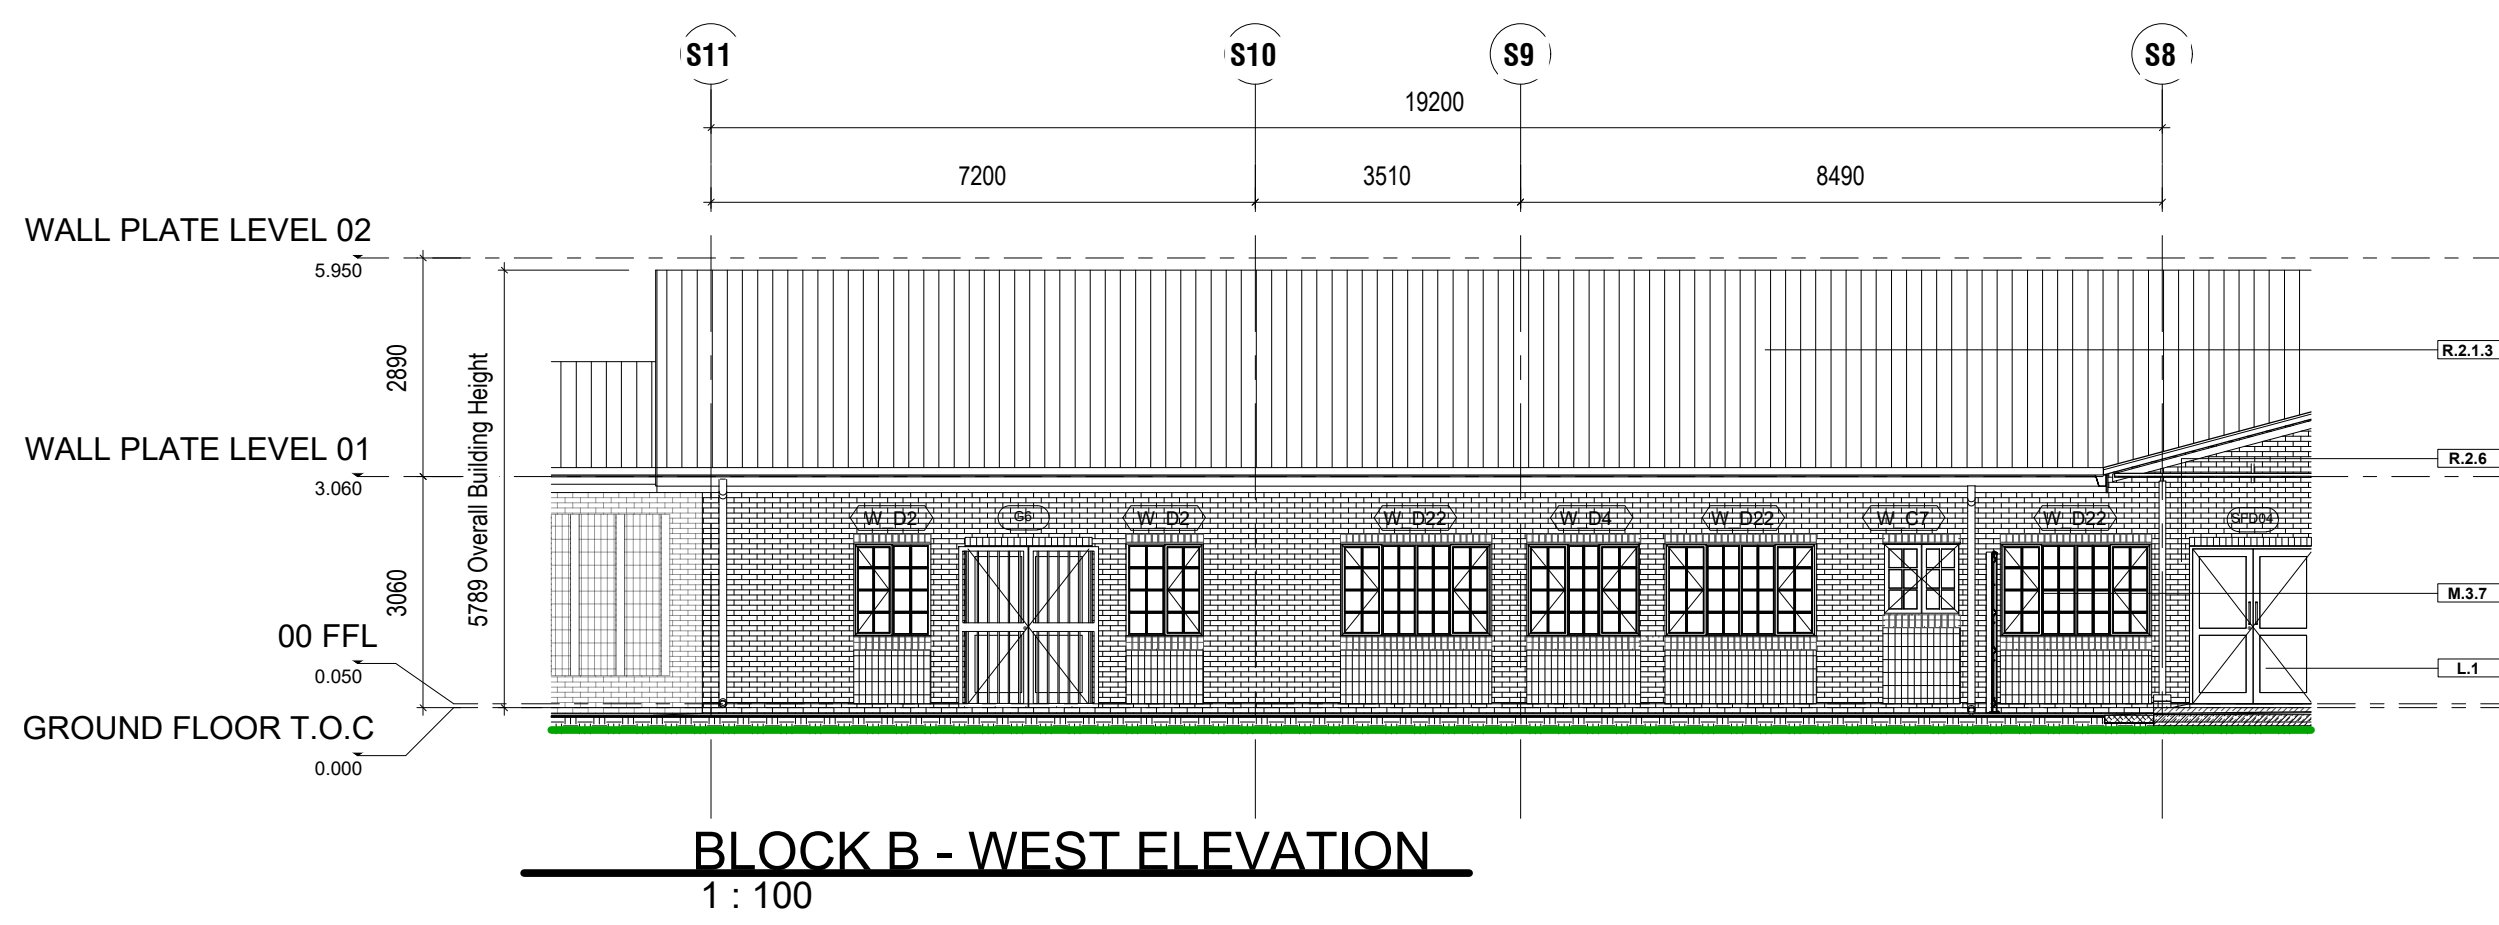 S11 S10 S9 S8
19200
7200 3510 8490
WALL PLATE LEVEL 02
5.950
2890
5789 Overall Building Height
R.2.1.3
WALL PLATE LEVEL 01
3.060
R.2.6
W_D2 G6 W_D2 W_D22 W_D4 W_D22 W_C7 W_D22 SFD04
3060
M.3.7
00 FFL
0.050
L.1
GROUND FLOOR T.O.C
0.000
BLOCK B - WEST ELEVATION
1 : 100